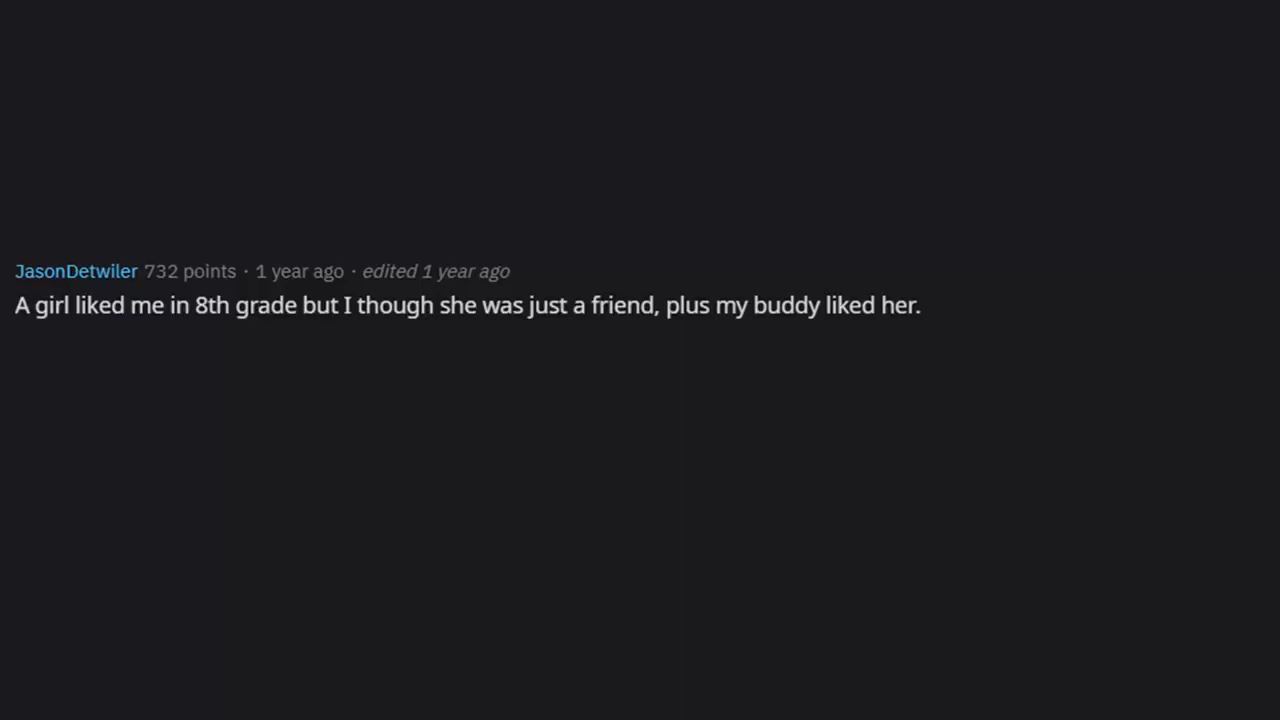 JasonDetwiler 732 points · 1 year ago · edited 1 year ago
A girl liked me in 8th grade but I though she was just a friend, plus my buddy liked her.